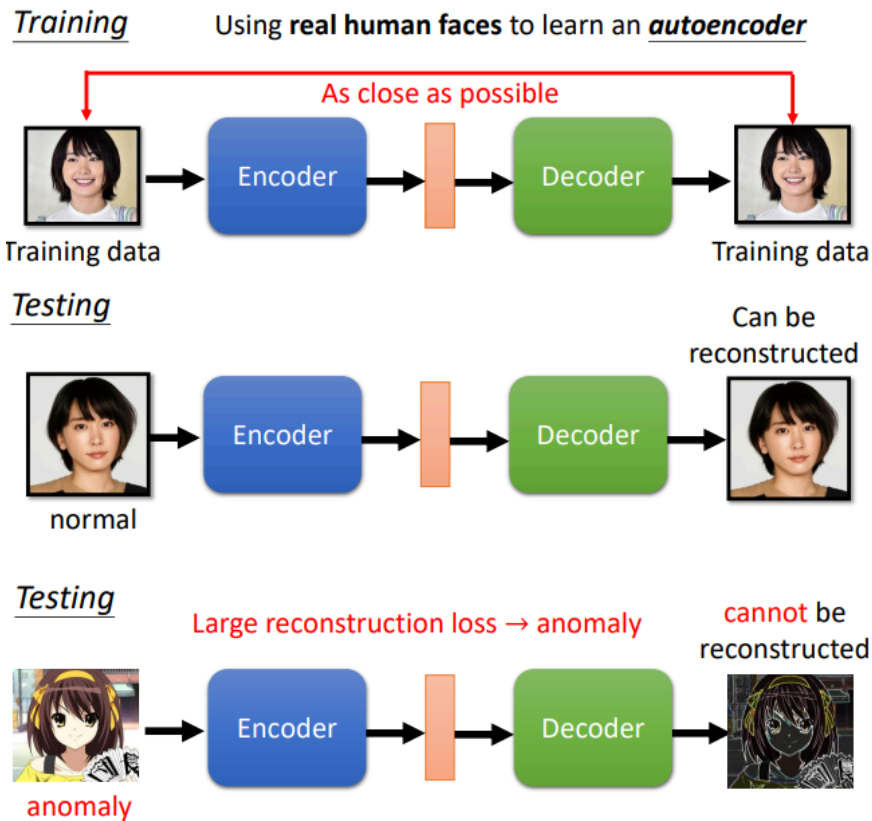 Training Using real human faces to learn an autoencoder
As close as possible
Encoder
Decoder
Training data
Training data
Testing
Can be
reconstructed
Encoder
Decoder
normal
Testing
Large reconstruction loss → anomaly
cannot be
reconstructed
Encoder
Decoder
anomaly